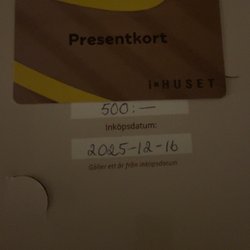 Presentkort
i HUSET
500:—
Inköpsdatum:
2025-12-16
Gäller ett år från inköpsdatum